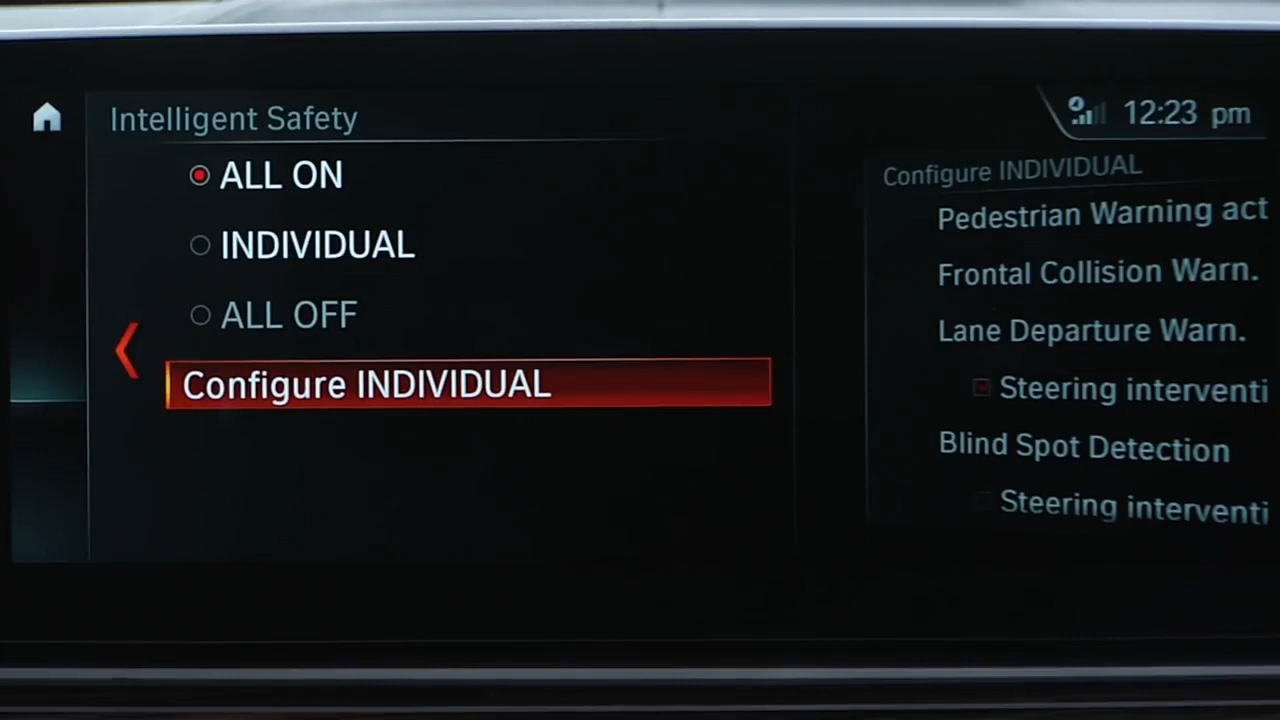 Intelligent Safety
ALL ON
INDIVIDUAL
ALL OFF
Configure INDIVIDUAL
12:23 pm
Configure INDIVIDUAL
Pedestrian Warning act
Frontal Collision Warn.
Lane Departure Warn.
Steering interventi
Blind Spot Detection
Steering interventi